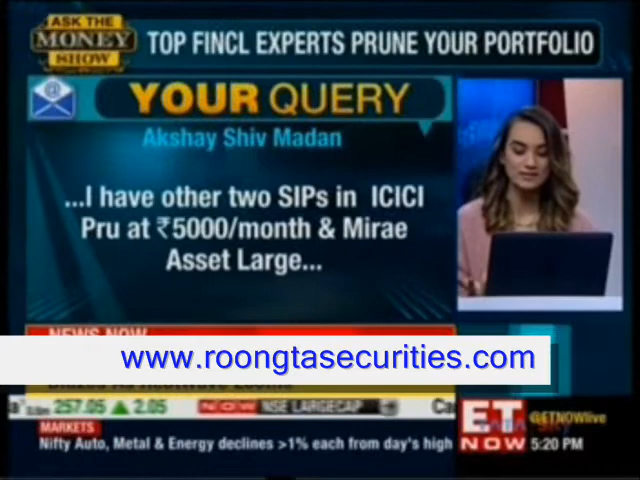 ASK THE
MONEY
SHOW
TOP FINCL EXPERTS PRUNE YOUR PORTFOLIO
YOUR QUERY
Akshay Shiv Madan
...I have other two SIPs in ICICI
Pru at ₹5000/month & Mirae
Asset Large...
NEWS NOW
www.roongtasecurities.com
257.05 ▲ 2.05 NOW NSE LARGECAP
MARKETS
Nifty Auto, Metal & Energy declines >1% each from day's high
ET
NOW
@ETNOWlive
5:20 PM